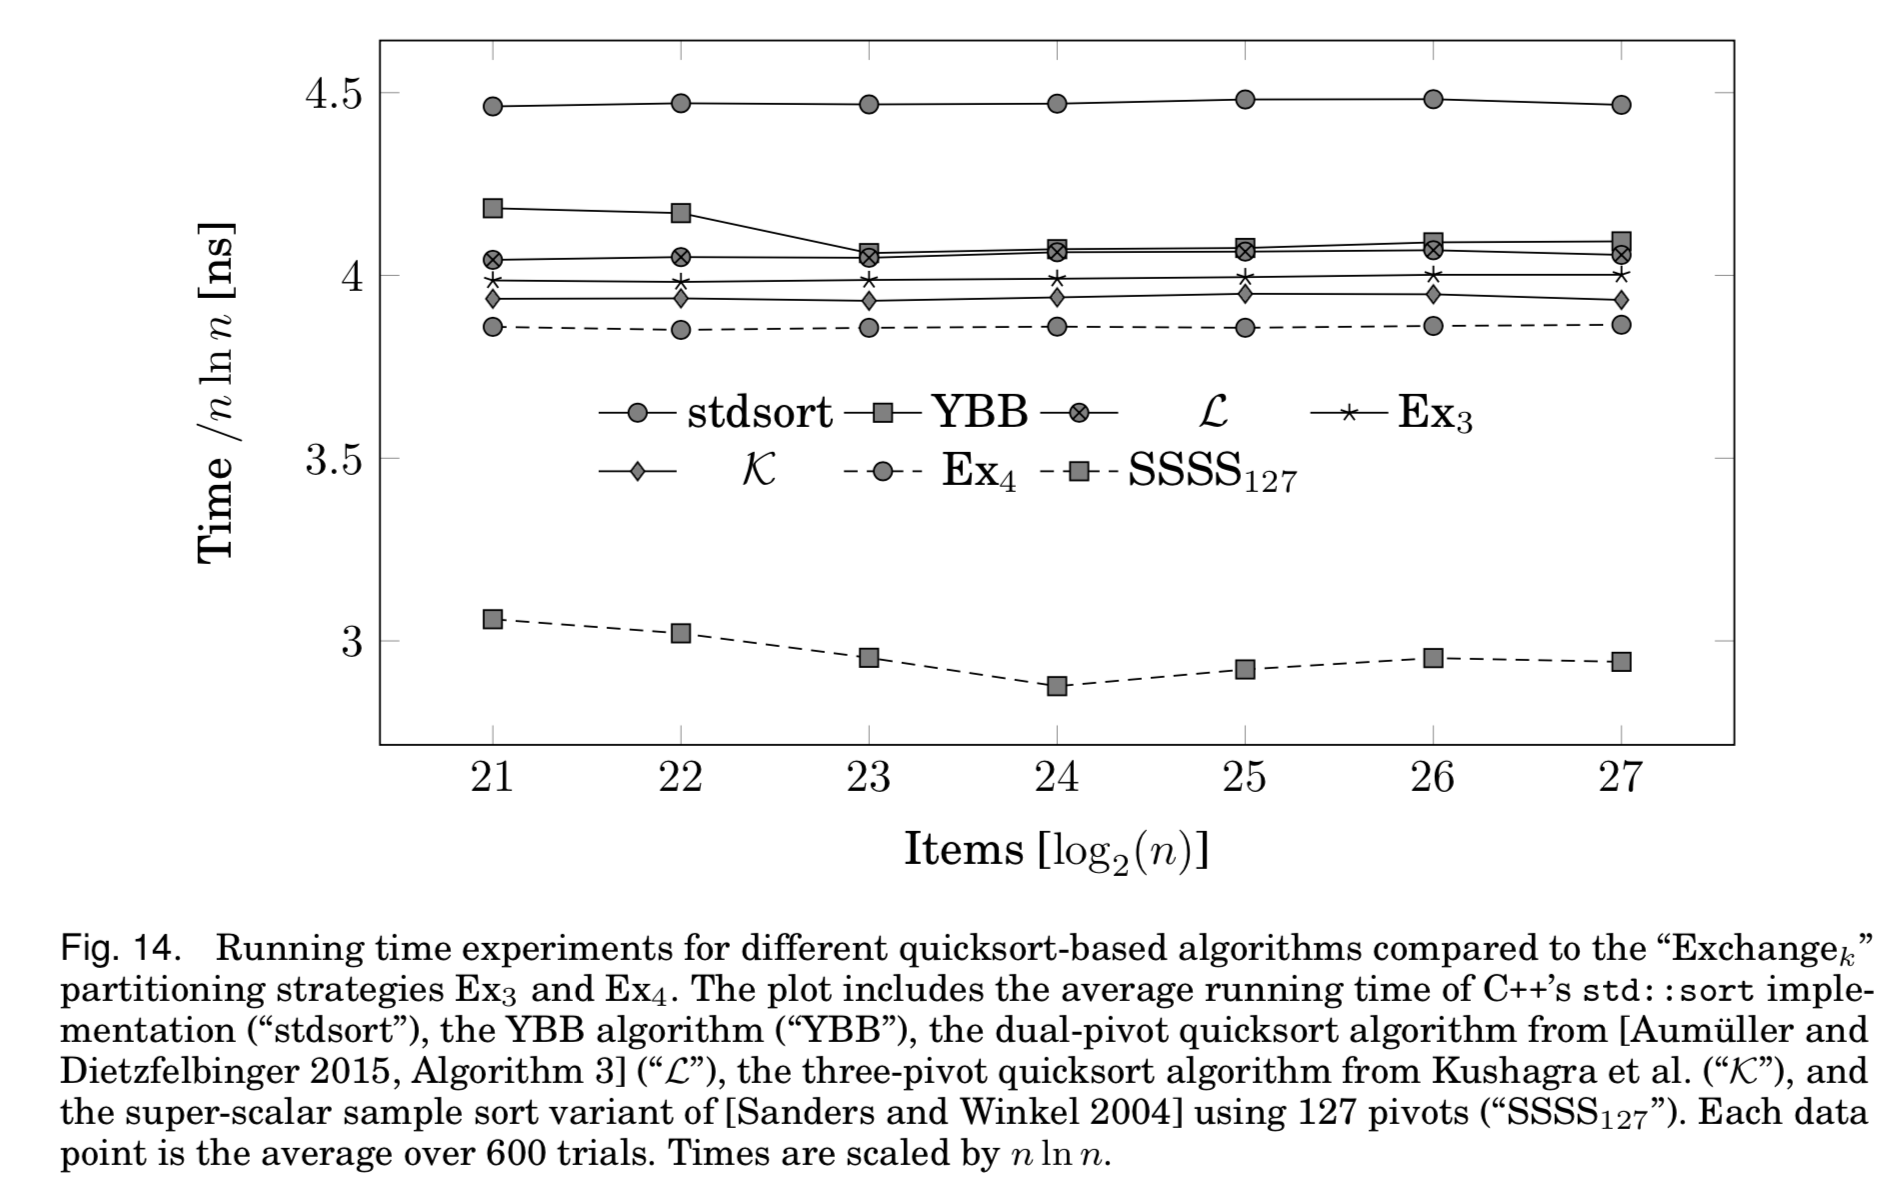 4.5
4
3.5
3
Time /n ln n [ns]
stdsort YBB ℒ Ex₃
𝒦 Ex₄ SSSS₁₂₇
21 22 23 24 25 26 27
Items [log₂(n)]
Fig. 14. Running time experiments for different quicksort-based algorithms compared to the “Exchangeₖ”
partitioning strategies Ex₃ and Ex₄. The plot includes the average running time of C++’s std::sort imple-
mentation (“stdsort”), the YBB algorithm (“YBB”), the dual-pivot quicksort algorithm from [Aumüller and
Dietzfelbinger 2015, Algorithm 3] (“ℒ”), the three-pivot quicksort algorithm from Kushagra et al. (“𝒦”), and
the super-scalar sample sort variant of [Sanders and Winkel 2004] using 127 pivots (“SSSS₁₂₇”). Each data
point is the average over 600 trials. Times are scaled by n ln n.